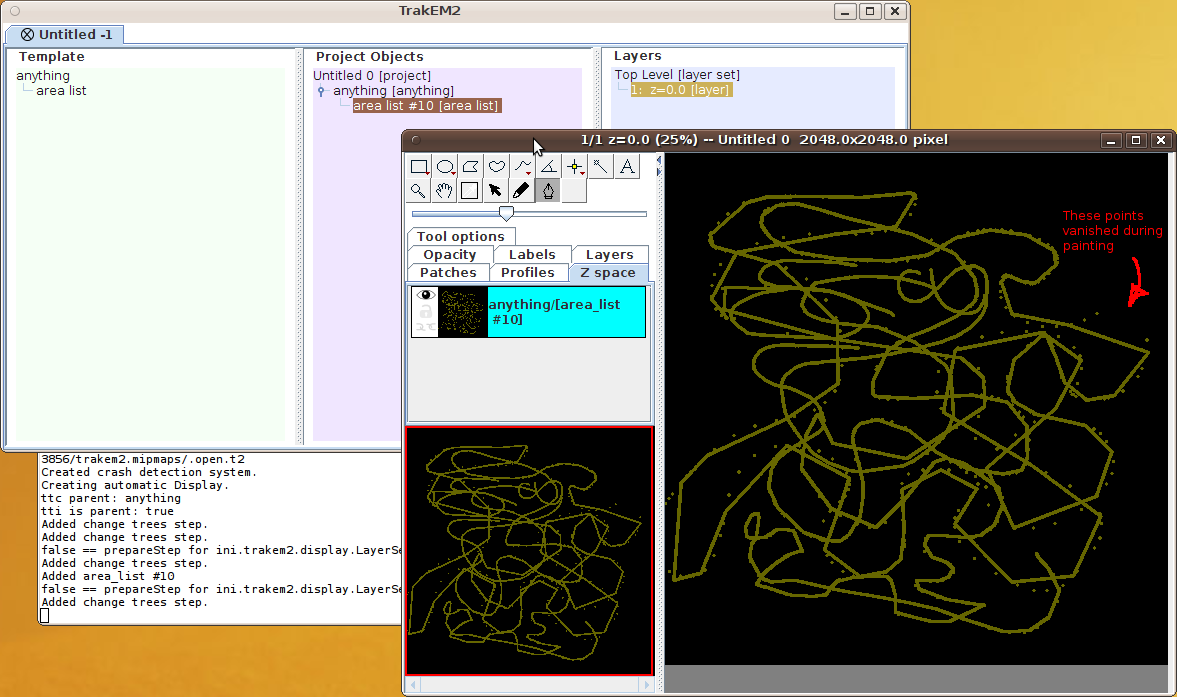 TrakEM2
Untitled -1
Template
anything
area list
Project Objects
Untitled 0 [project]
anything [anything]
area list #10 [area list]
Layers
Top Level [layer set]
1: z=0.0 [layer]
1/1 z=0.0 (25%) -- Untitled 0 2048.0x2048.0 pixel
A
Tool options
Opacity
Labels
Layers
Patches
Profiles
Z space
anything/[area_list
#10]
These points
vanished during
painting
3856/trakem2.mipmaps/.open.t2
Created crash detection system.
Creating automatic Display.
ttc parent: anything
tti is parent: true
Added change trees step.
Added change trees step.
false == prepareStep for ini.trakem2.display.LayerSe
Added change trees step.
Added area_list #10
false == prepareStep for ini.trakem2.display.LayerSe
Added change trees step.